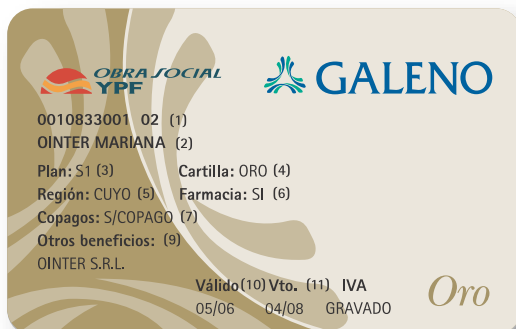 OBRA SOCIAL
YPF
GALENO
0010833001 02 (1)
OINTER MARIANA (2)
Plan: S1 (3) Cartilla: ORO (4)
Región: CUYO (5) Farmacia: SI (6)
Copagos: S/COPAGO (7)
Otros beneficios: (9)
OINTER S.R.L.
Válido (10) Vto. (11) IVA
05/06 04/08 GRAVADO
Oro